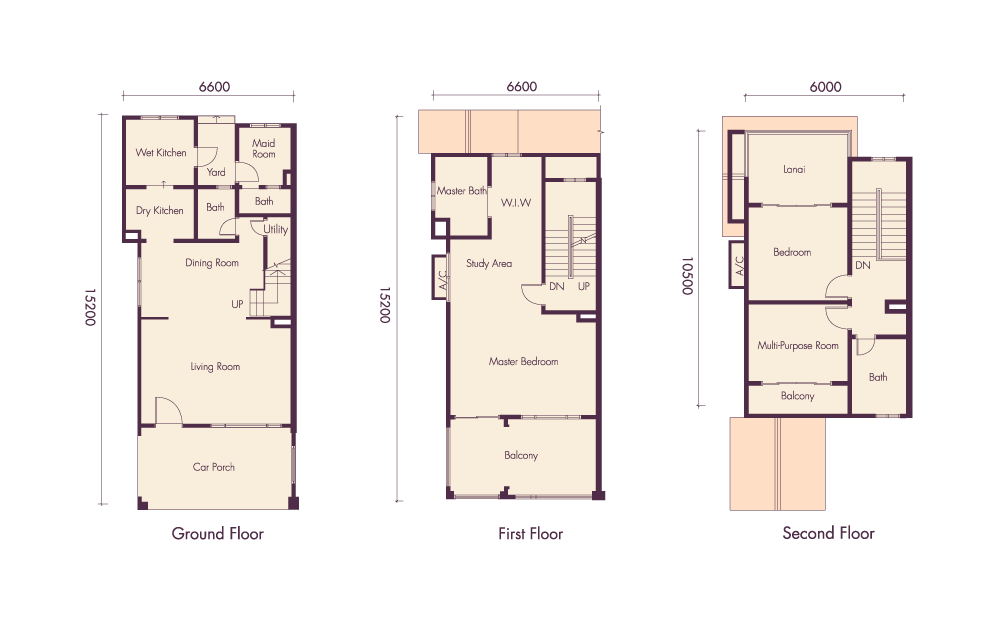 6600
6600
6000
Wet Kitchen
Maid
Room
Yard
Dry Kitchen
Bath
Bath
Utility
Dining Room
UP
15200
Living Room
Car Porch
Ground Floor
Master Bath
W.I.W
Study Area
A/C
DN
UP
15200
Master Bedroom
Balcony
First Floor
Lanai
Bedroom
A/C
DN
10500
Multi-Purpose Room
Bath
Balcony
Second Floor